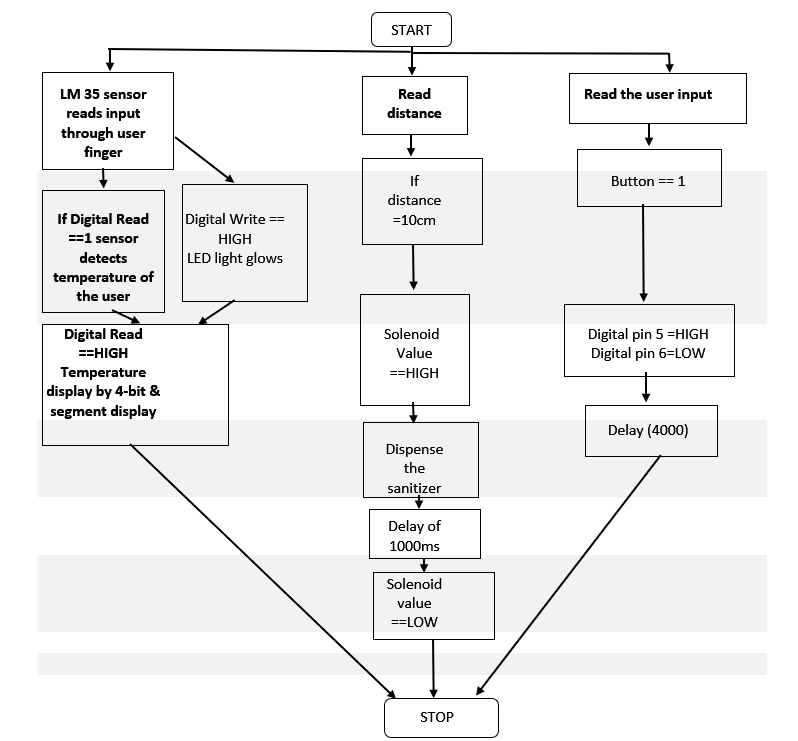 START
LM 35 sensor
reads input
through user
finger
Read
distance
Read the user input
If
distance
=10cm
Button == 1
If Digital Read
==1 sensor
detects
temperature of
the user
Digital Write ==
HIGH
LED light glows
Digital Read
==HIGH
Temperature
display by 4-bit &
segment display
Solenoid
Value
==HIGH
Digital pin 5 =HIGH
Digital pin 6=LOW
Delay (4000)
Dispense
the
sanitizer
Delay of
1000ms
Solenoid
value
==LOW
STOP